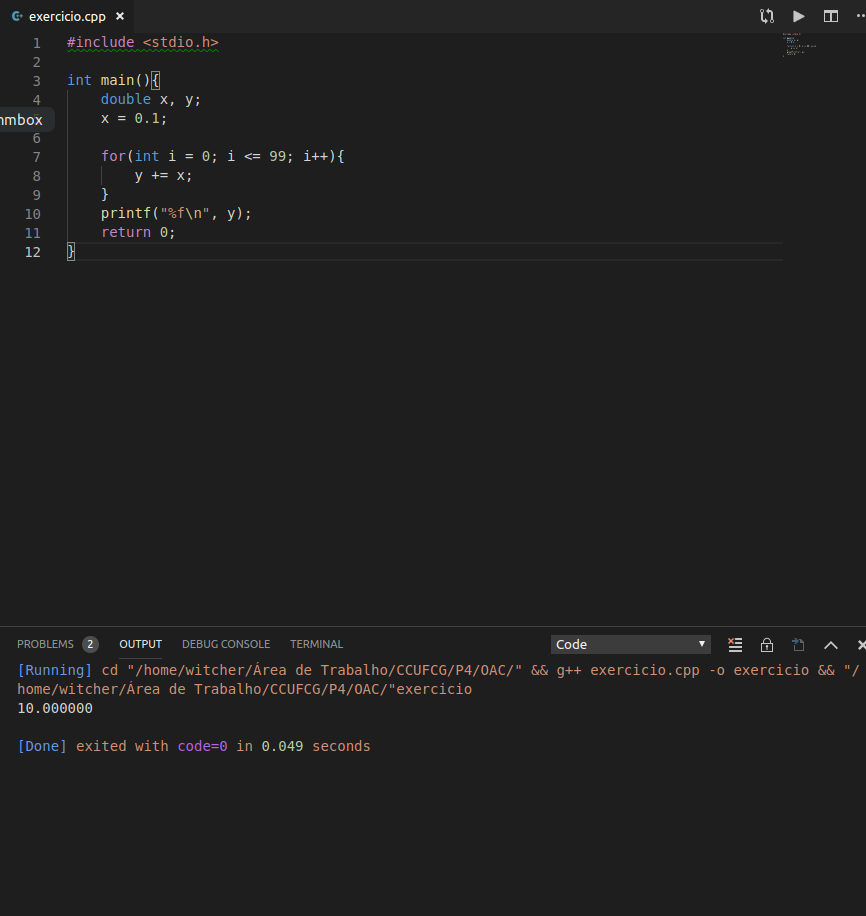 exercicio.cpp ×
1 #include <stdio.h>
2
3 int main(){
4     double x, y;
x = 0.1;
mbox
6
7     for(int i = 0; i <= 99; i++){
8         y += x;
9     }
10     printf("%f\n", y);
11     return 0;
12 }
PROBLEMS 2 OUTPUT DEBUG CONSOLE TERMINAL Code
[Running] cd "/home/witcher/Área de Trabalho/CCUFCG/P4/OAC/" && g++ exercicio.cpp -o exercicio && "/
home/witcher/Área de Trabalho/CCUFCG/P4/OAC/"exercicio
10.000000
[Done] exited with code=0 in 0.049 seconds